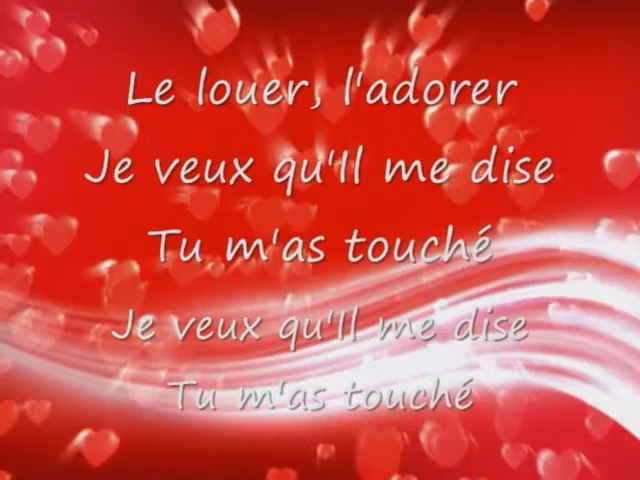 Le louer, l'adorer
Je veux qu'Il me dise
Tu m'as touché
Je veux qu'Il me dise
Tu m'as touché